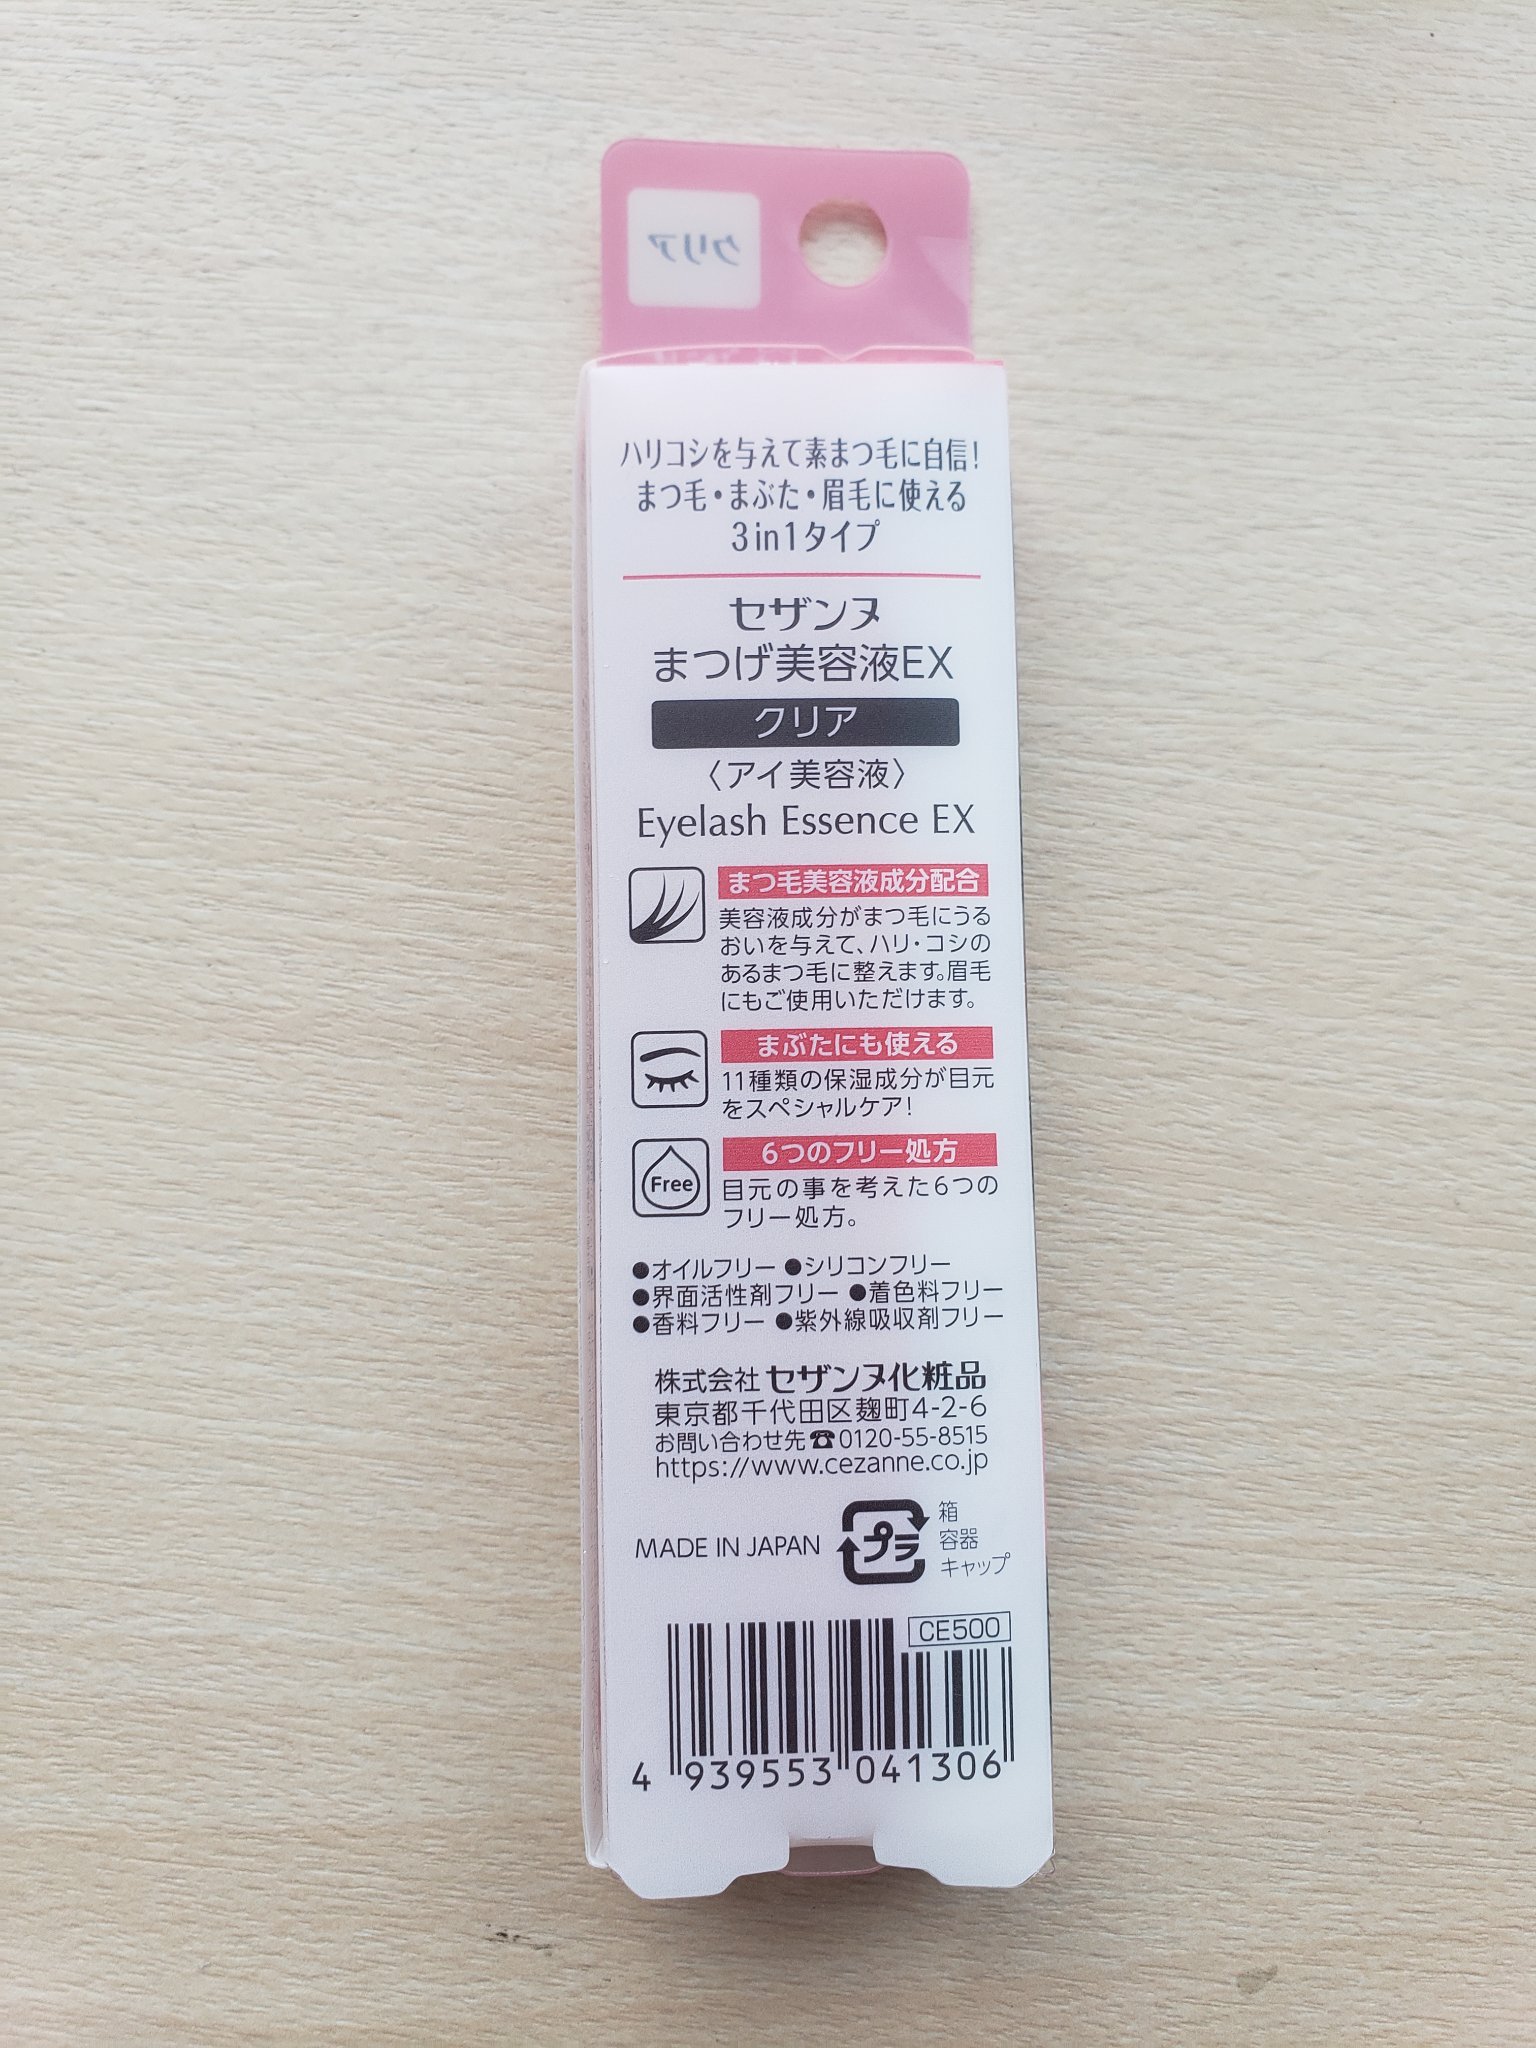 クリア
ハリコシを与えて素まつ毛に自信!
まつ毛・まぶた・眉毛に使える
3in1タイプ
セザンヌ
まつげ美容液EX
クリア
〈アイ美容液〉
Eyelash Essence EX
まつ毛美容液成分配合
美容液成分がまつ毛にうる
おいを与えて、ハリ・コシの
あるまつ毛に整えます。眉毛
にもご使用いただけます。
まぶたにも使える
11種類の保湿成分が目元
をスペシャルケア!
Free
6つのフリー処方
目元の事を考えた6つの
フリー処方。
●オイルフリー ●シリコンフリー
●界面活性剤フリー ●着色料フリー
●香料フリー ●紫外線吸収剤フリー
株式会社 セザンヌ化粧品
東京都千代田区麹町4-2-6
お問い合わせ先☎0120-55-8515
https://www.cezanne.co.jp
MADE IN JAPAN
プラ
箱
容器
キャップ
CE500
4 939553 041306